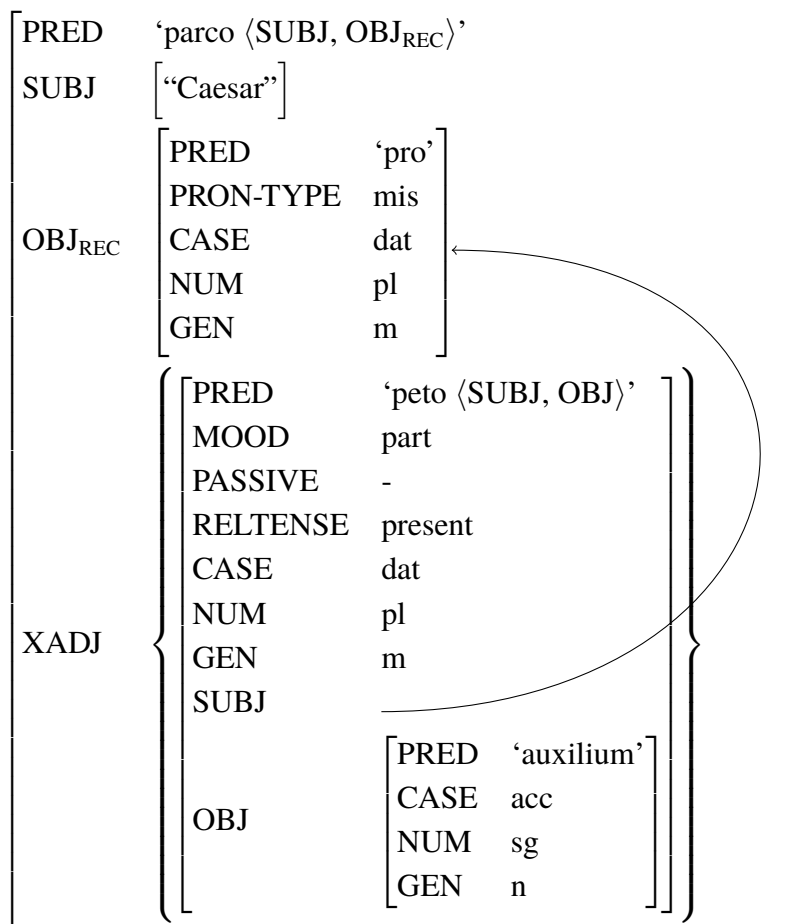 PRED ‘parco ⟨SUBJ, OBJREC⟩’
SUBJ [“Caesar”]
PRED ‘pro’
PRON-TYPE mis
OBJREC CASE dat
NUM pl
GEN m
PRED ‘peto ⟨SUBJ, OBJ⟩’
MOOD part
PASSIVE -
RELTENSE present
CASE dat
NUM pl
XADJ GEN m
SUBJ
PRED ‘auxilium’
CASE acc
OBJ NUM sg
GEN n